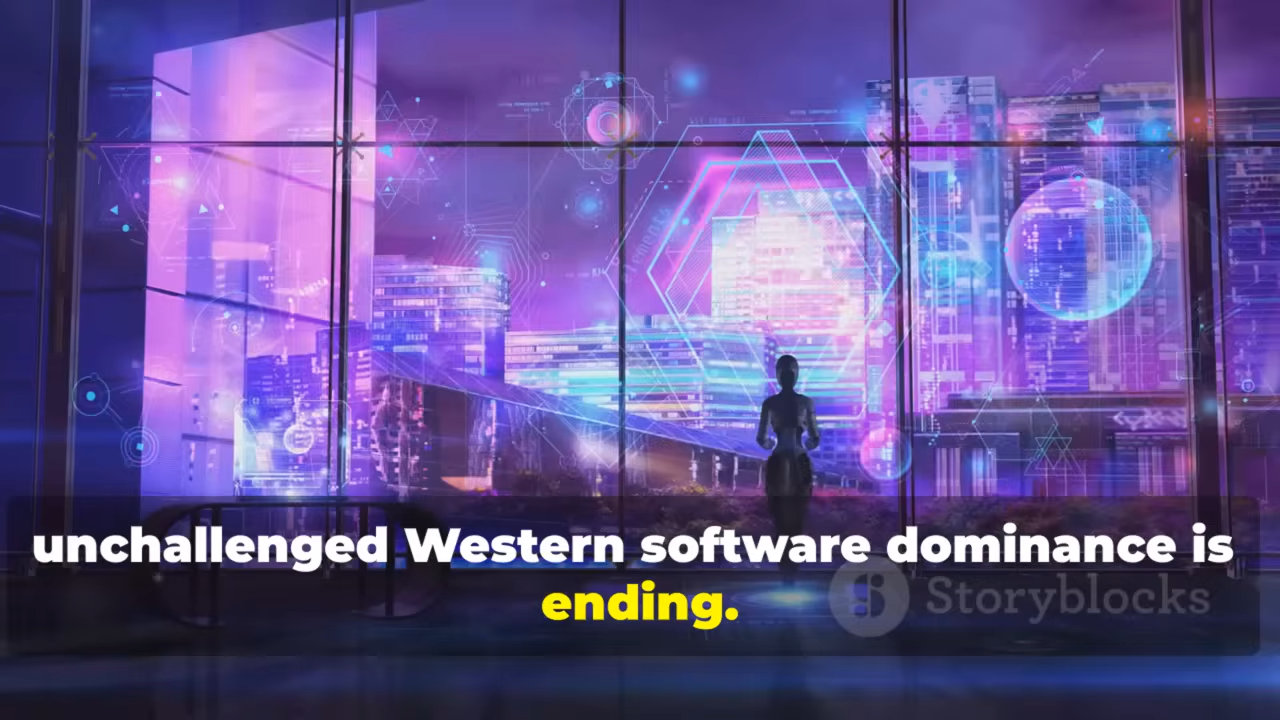 unchallenged Western software dominance is
ending.
Storyblocks